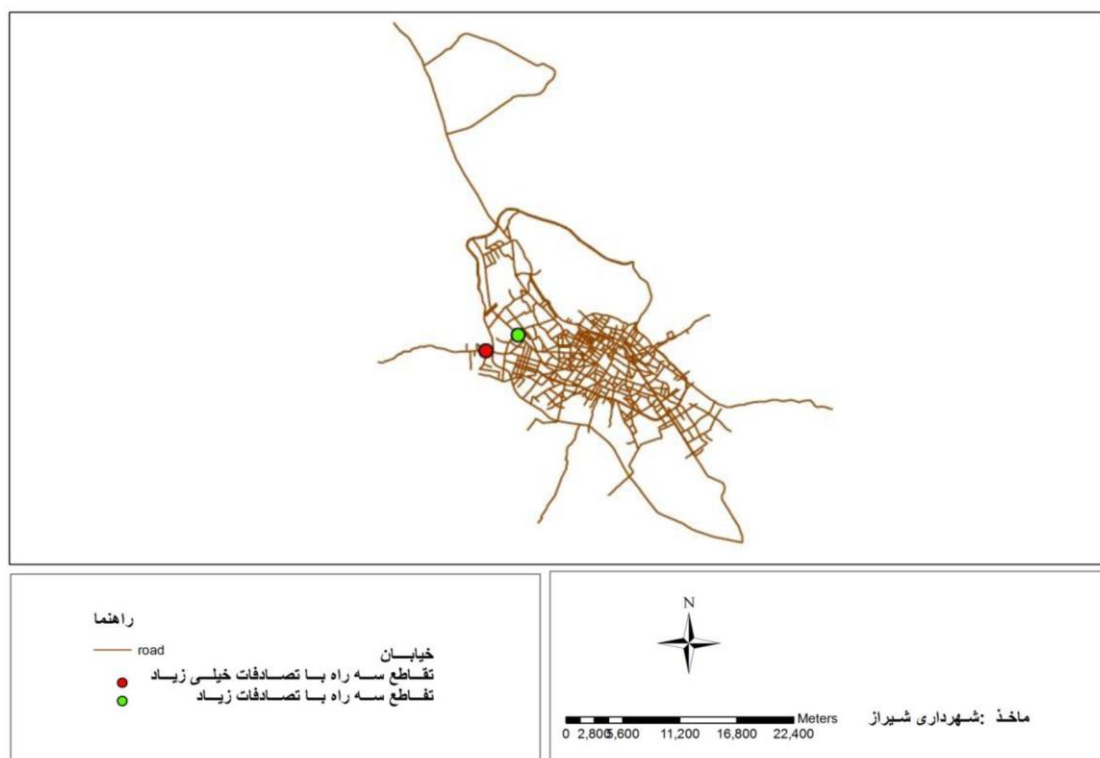 راهنما
road
خیابان
تقاطع سه راه با تصادفات خیلی زیاد
تقاطع سه راه با تصادفات زیاد
N
Meters
0 2,800 5,600 11,200 16,800 22,400
ماخذ :شهرداری شیراز